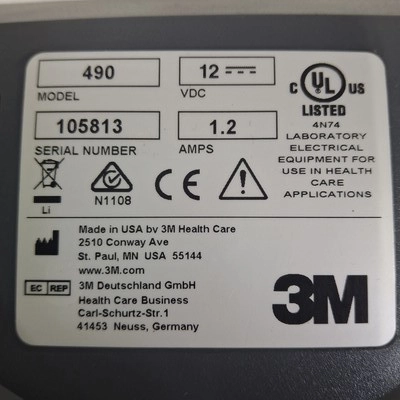 490
MODEL
12
VDC
105813
SERIAL NUMBER
1.2
AMPS
C UL US
LISTED
4N74
LABORATORY
ELECTRICAL
EQUIPMENT FOR
USE IN HEALTH
CARE
APPLICATIONS
Li
N1108
CE
Made in USA by 3M Health Care
2510 Conway Ave
St. Paul, MN USA 55144
www.3M.com
EC REP
3M Deutschland GmbH
Health Care Business
Carl-Schurtz-Str.1
41453 Neuss, Germany
3M